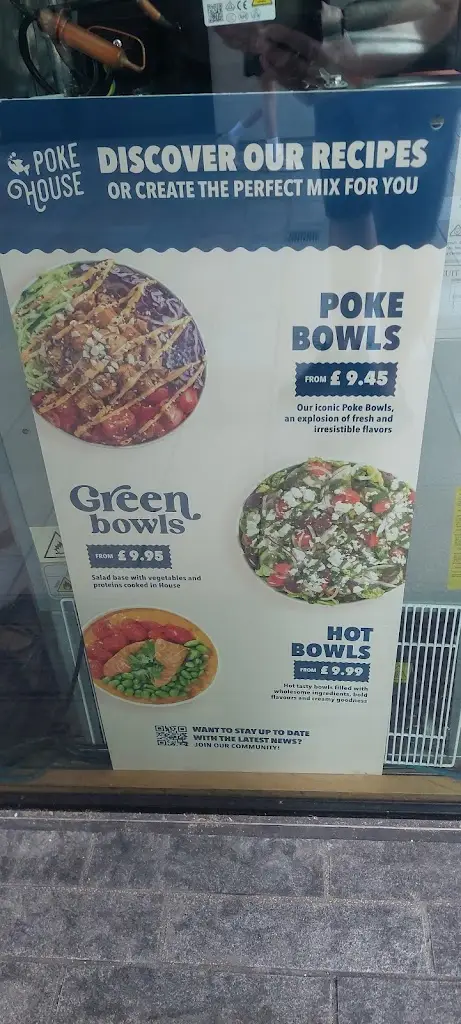 POKE
HOUSE
DISCOVER OUR RECIPES
OR CREATE THE PERFECT MIX FOR YOU
POKE
BOWLS
FROM £ 9.45
Our iconic Poke Bowls,
an explosion of fresh and
irresistible flavors
Green
bowls
FROM £ 9.95
Salad base with vegetables and
proteins cooked in House
HOT
BOWLS
FROM £ 9.99
Hot tasty bowls filled with
wholesome ingredients, bold
flavours and creamy goodness
WANT TO STAY UP TO DATE
WITH THE LATEST NEWS?
JOIN OUR COMMUNITY!